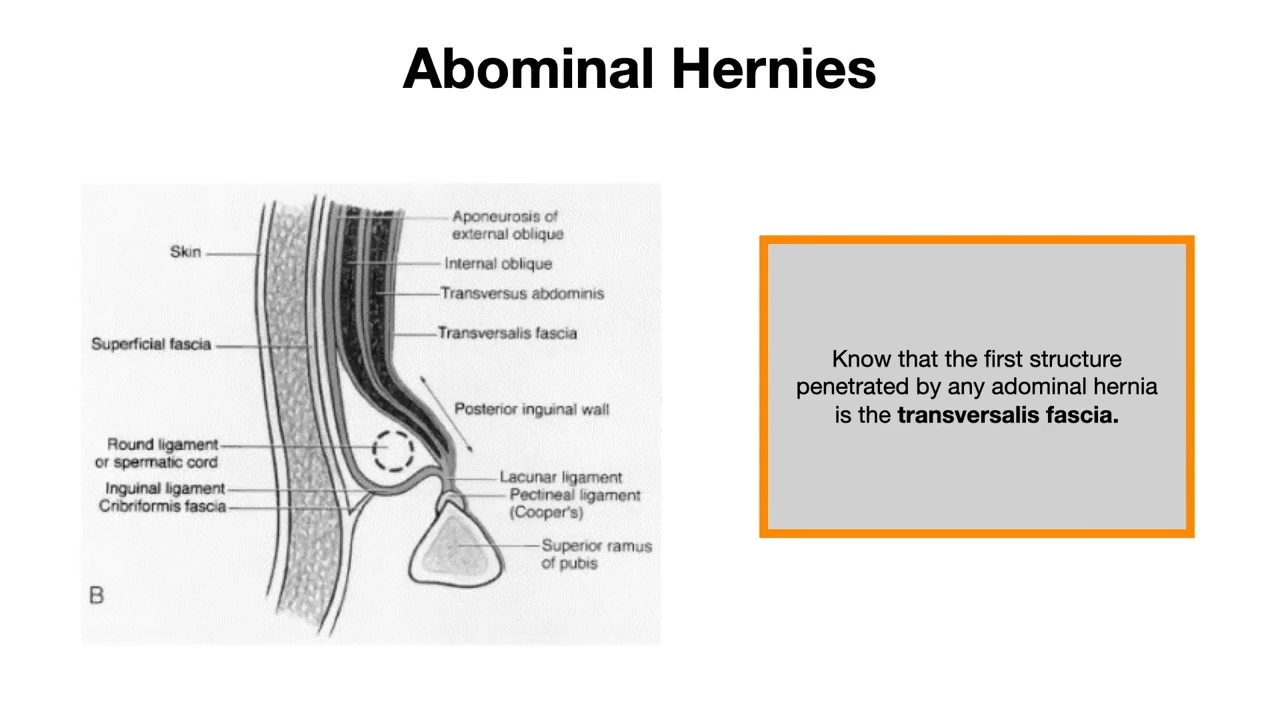 Abominal Hernies
Aponeurosis of
external oblique
Skin
Internal oblique
Transversus abdominis
Transversalis fascia
Superficial fascia
Posterior inguinal wall
Round ligament
or spermatic cord
Lacunar ligament
Inguinal ligament
Pectineal ligament
(Cooper's)
Cribriformis fascia
Superior ramus
of pubis
B
Know that the first structure
penetrated by any adominal hernia
is the transversalis fascia.